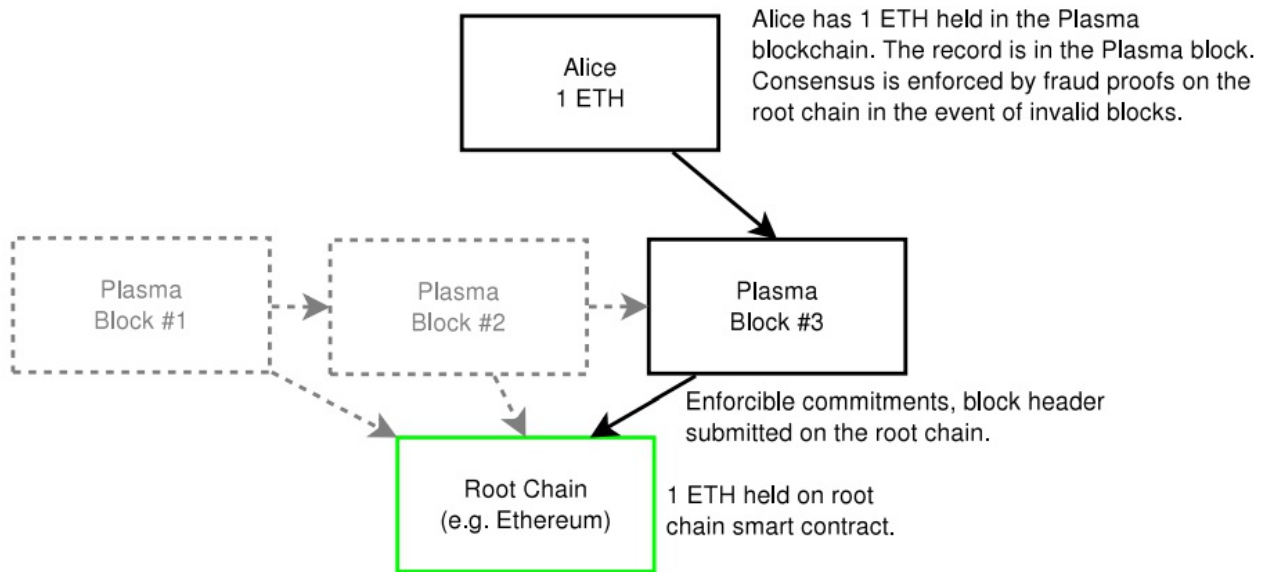 Alice has 1 ETH held in the Plasma
blockchain. The record is in the Plasma block.
Consensus is enforced by fraud proofs on the
root chain in the event of invalid blocks.
Alice
1 ETH
Plasma
Block #1
Plasma
Block #2
Plasma
Block #3
Enforcible commitments, block header
submitted on the root chain.
Root Chain
(e.g. Ethereum)
1 ETH held on root
chain smart contract.